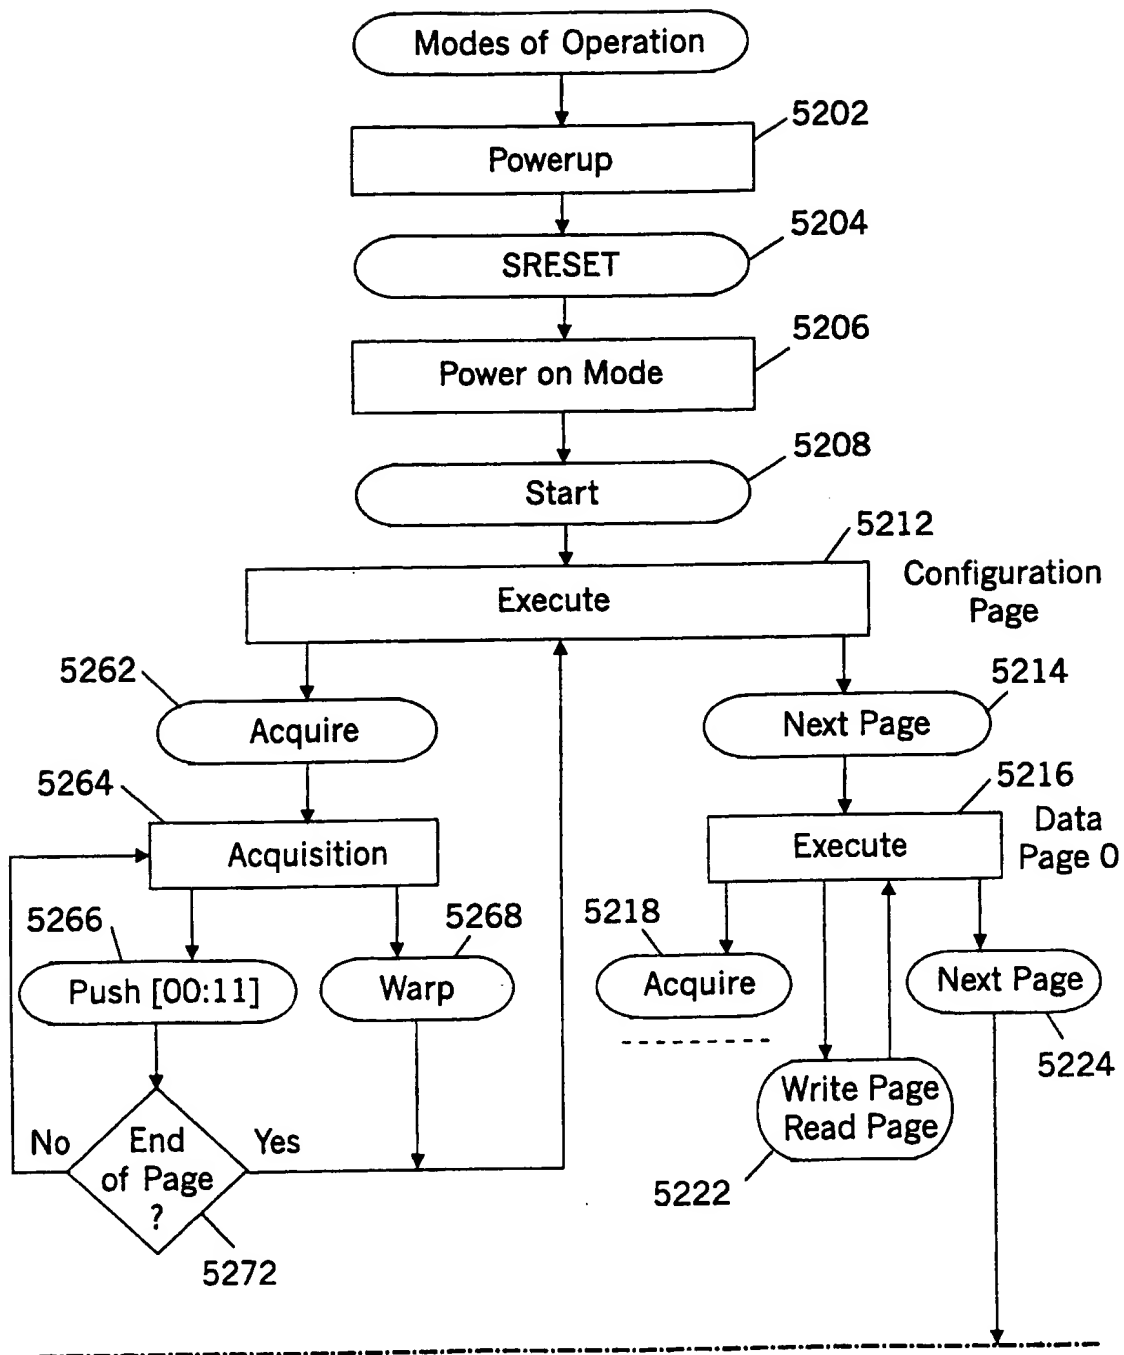 Modes of Operation
5202
Powerup
5204
SRESET
5206
Power on Mode
5208
Start
5212
Execute
Configuration
Page
5262
Acquire
5214
Next Page
5264
Acquisition
5216
Execute
Data
Page 0
5266
Push [00:11]
5268
Warp
5218
Acquire
Next Page
5224
Write Page
Read Page
5222
No
End
of Page
?
Yes
5272